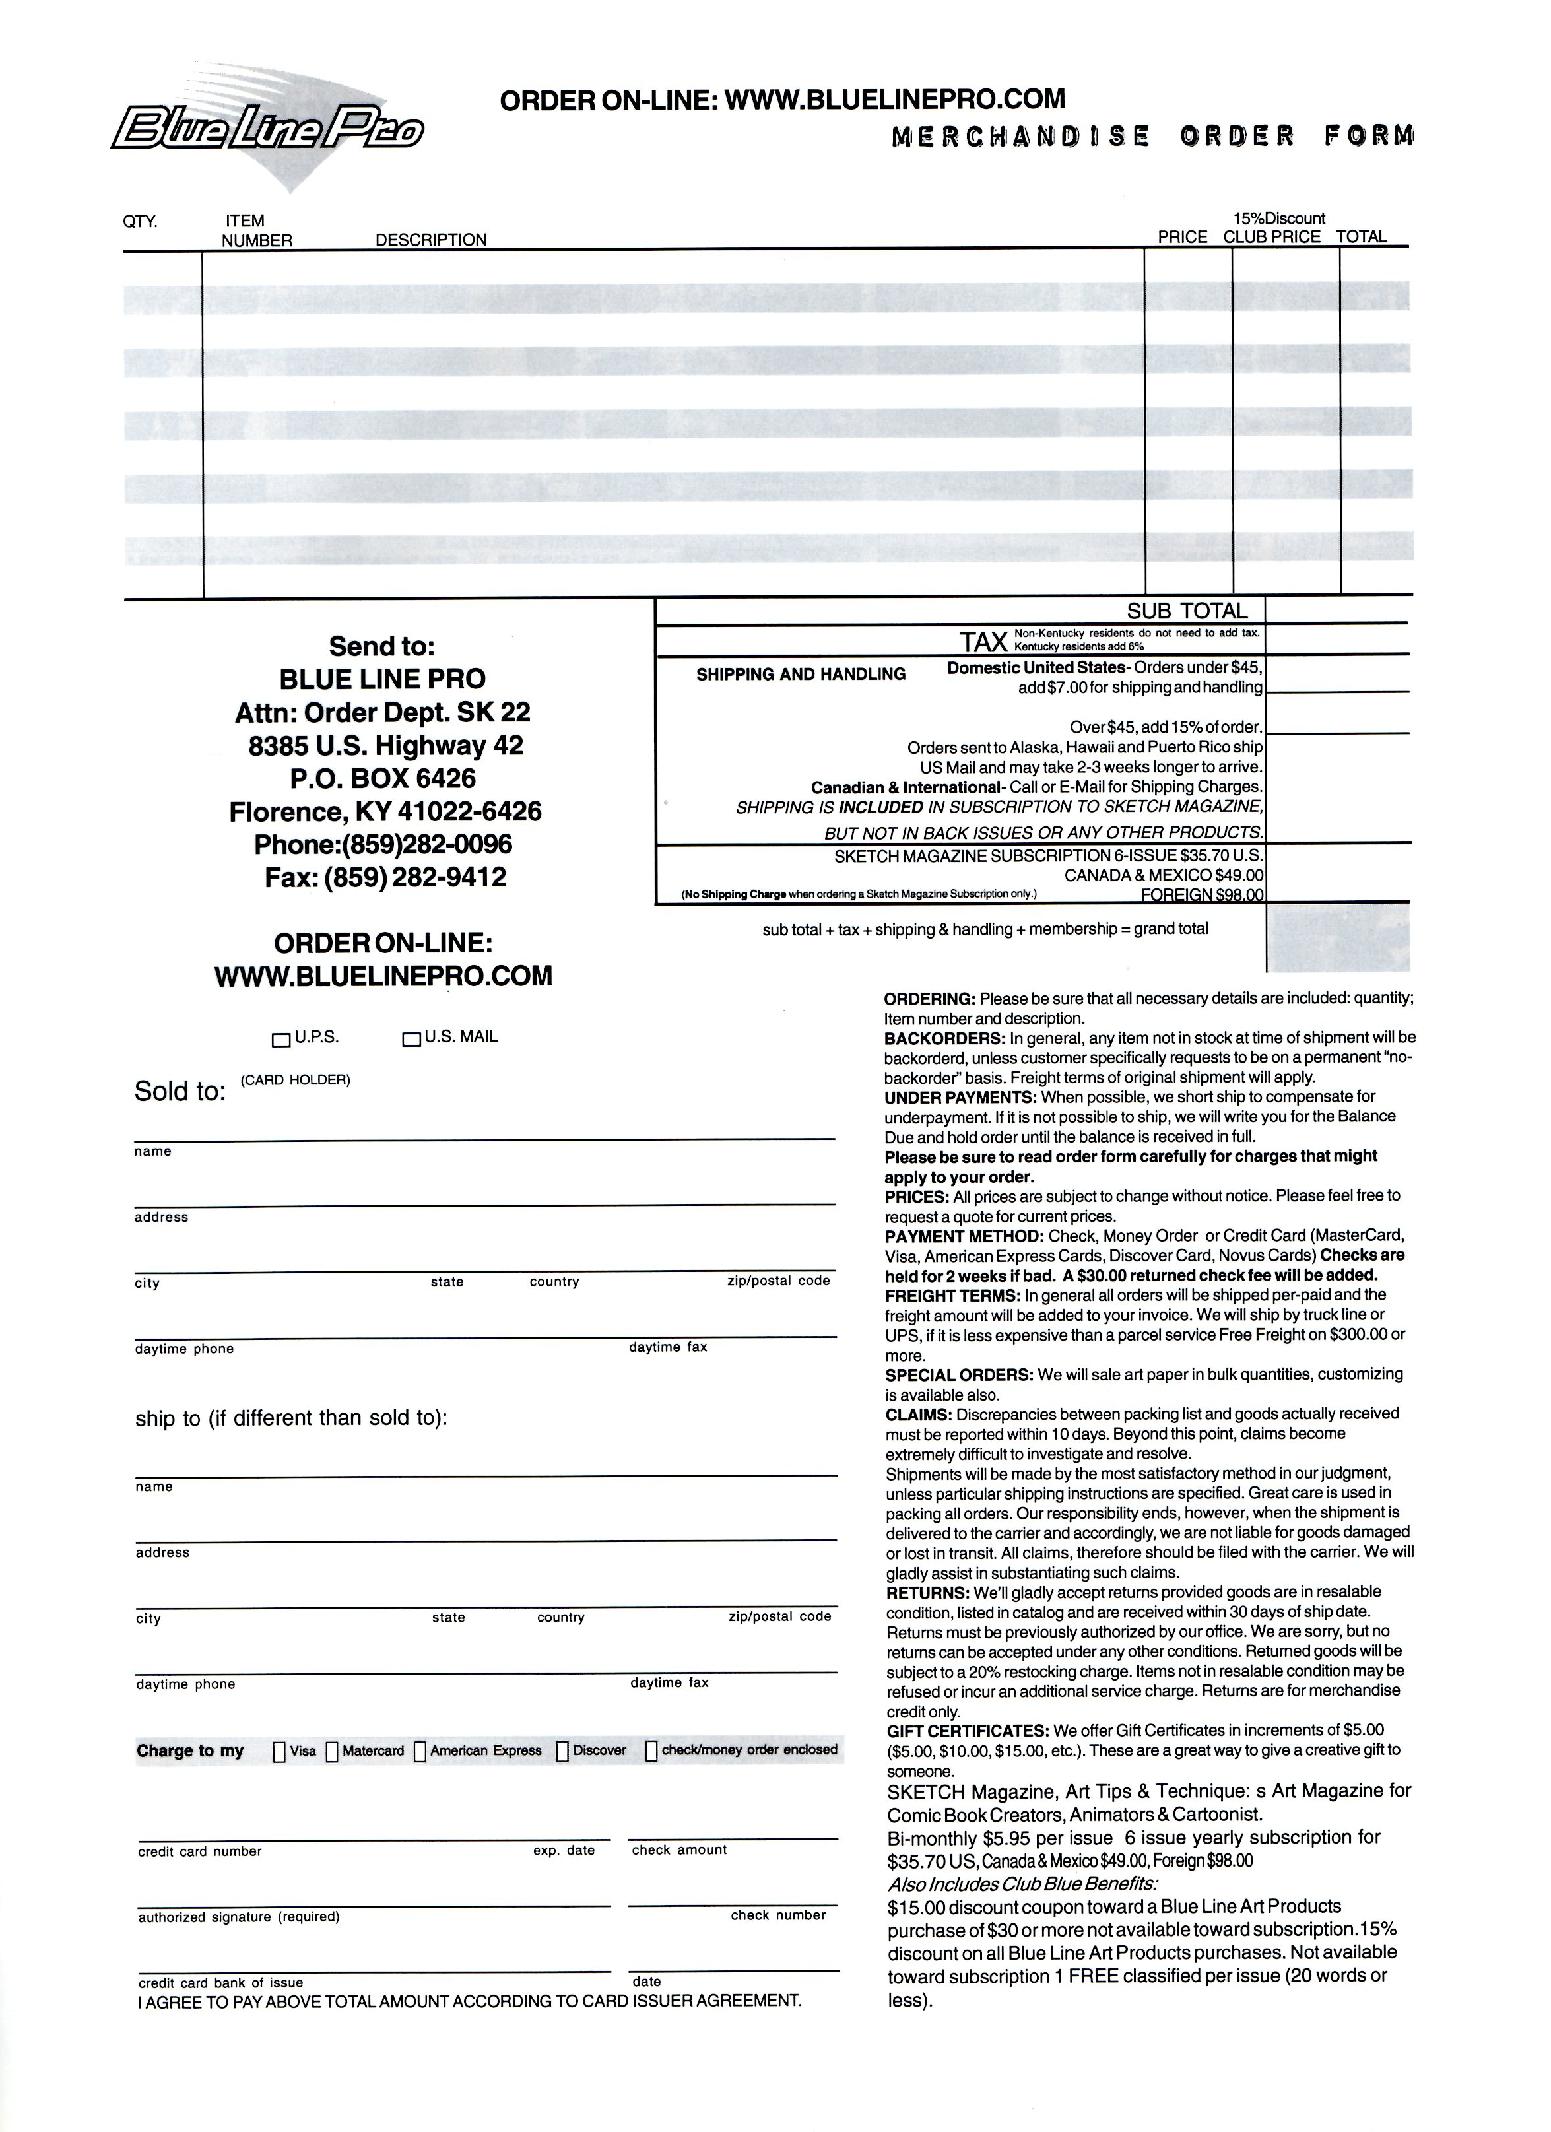 Blue Line Pro
ORDER ON-LINE: WWW.BLUELINEPRO.COM
MERCHANDISE ORDER FORM
QTY. ITEM NUMBER DESCRIPTION PRICE 15%Discount CLUB PRICE TOTAL
SUB TOTAL
TAX Non-Kentucky residents do not need to add tax.
Kentucky residents add 6%
SHIPPING AND HANDLING Domestic United States- Orders under $45,
add $7.00 for shipping and handling
Over $45, add 15% of order.
Orders sent to Alaska, Hawaii and Puerto Rico ship
US Mail and may take 2-3 weeks longer to arrive.
Canadian & International- Call or E-Mail for Shipping Charges.
SHIPPING IS INCLUDED IN SUBSCRIPTION TO SKETCH MAGAZINE,
BUT NOT IN BACK ISSUES OR ANY OTHER PRODUCTS.
SKETCH MAGAZINE SUBSCRIPTION 6-ISSUE $35.70 U.S.
CANADA & MEXICO $49.00
(No Shipping Charge when ordering a Sketch Magazine Subscription only.) FOREIGN $98.00
sub total + tax + shipping & handling + membership = grand total
Send to:
BLUE LINE PRO
Attn: Order Dept. SK 22
8385 U.S. Highway 42
P.O. BOX 6426
Florence, KY 41022-6426
Phone:(859)282-0096
Fax: (859) 282-9412
ORDER ON-LINE:
WWW.BLUELINEPRO.COM
U.P.S. U.S. MAIL
Sold to: (CARD HOLDER)
name
address
city state country zip/postal code
daytime phone daytime fax
ship to (if different than sold to):
name
address
city state country zip/postal code
daytime phone daytime fax
Charge to my Visa Matercard American Express Discover check/money order enclosed
credit card number exp. date check amount
authorized signature (required) check number
credit card bank of issue date
I AGREE TO PAY ABOVE TOTAL AMOUNT ACCORDING TO CARD ISSUER AGREEMENT.
ORDERING: Please be sure that all necessary details are included: quantity;
Item number and description.
BACKORDERS: In general, any item not in stock at time of shipment will be
backorderd, unless customer specifically requests to be on a permanent "no-
backorder" basis. Freight terms of original shipment will apply.
UNDER PAYMENTS: When possible, we short ship to compensate for
underpayment. If it is not possible to ship, we will write you for the Balance
Due and hold order until the balance is received in full.
Please be sure to read order form carefully for charges that might
apply to your order.
PRICES: All prices are subject to change without notice. Please feel free to
request a quote for current prices.
PAYMENT METHOD: Check, Money Order or Credit Card (MasterCard,
Visa, American Express Cards, Discover Card, Novus Cards) Checks are
held for 2 weeks if bad. A $30.00 returned check fee will be added.
FREIGHT TERMS: In general all orders will be shipped per-paid and the
freight amount will be added to your invoice. We will ship by truck line or
UPS, if it is less expensive than a parcel service Free Freight on $300.00 or
more.
SPECIAL ORDERS: We will sale art paper in bulk quantities, customizing
is available also.
CLAIMS: Discrepancies between packing list and goods actually received
must be reported within 10 days. Beyond this point, claims become
extremely difficult to investigate and resolve.
Shipments will be made by the most satisfactory method in our judgment,
unless particular shipping instructions are specified. Great care is used in
packing all orders. Our responsibility ends, however, when the shipment is
delivered to the carrier and accordingly, we are not liable for goods damaged
or lost in transit. All claims, therefore should be filed with the carrier. We will
gladly assist in substantiating such claims.
RETURNS: We'll gladly accept returns provided goods are in resalable
condition, listed in catalog and are received within 30 days of ship date.
Returns must be previously authorized by our office. We are sorry, but no
returns can be accepted under any other conditions. Returned goods will be
subject to a 20% restocking charge. Items not in resalable condition may be
refused or incur an additional service charge. Returns are for merchandise
credit only.
GIFT CERTIFICATES: We offer Gift Certificates in increments of $5.00
($5.00, $10.00, $15.00, etc.). These are a great way to give a creative gift to
someone.
SKETCH Magazine, Art Tips & Technique: s Art Magazine for
Comic Book Creators, Animators & Cartoonist.
Bi-monthly $5.95 per issue 6 issue yearly subscription for
$35.70 US, Canada & Mexico $49.00, Foreign $98.00
Also Includes Club Blue Benefits:
$15.00 discount coupon toward a Blue Line Art Products
purchase of $30 or more not available toward subscription. 15%
discount on all Blue Line Art Products purchases. Not available
toward subscription 1 FREE classified per issue (20 words or
less).